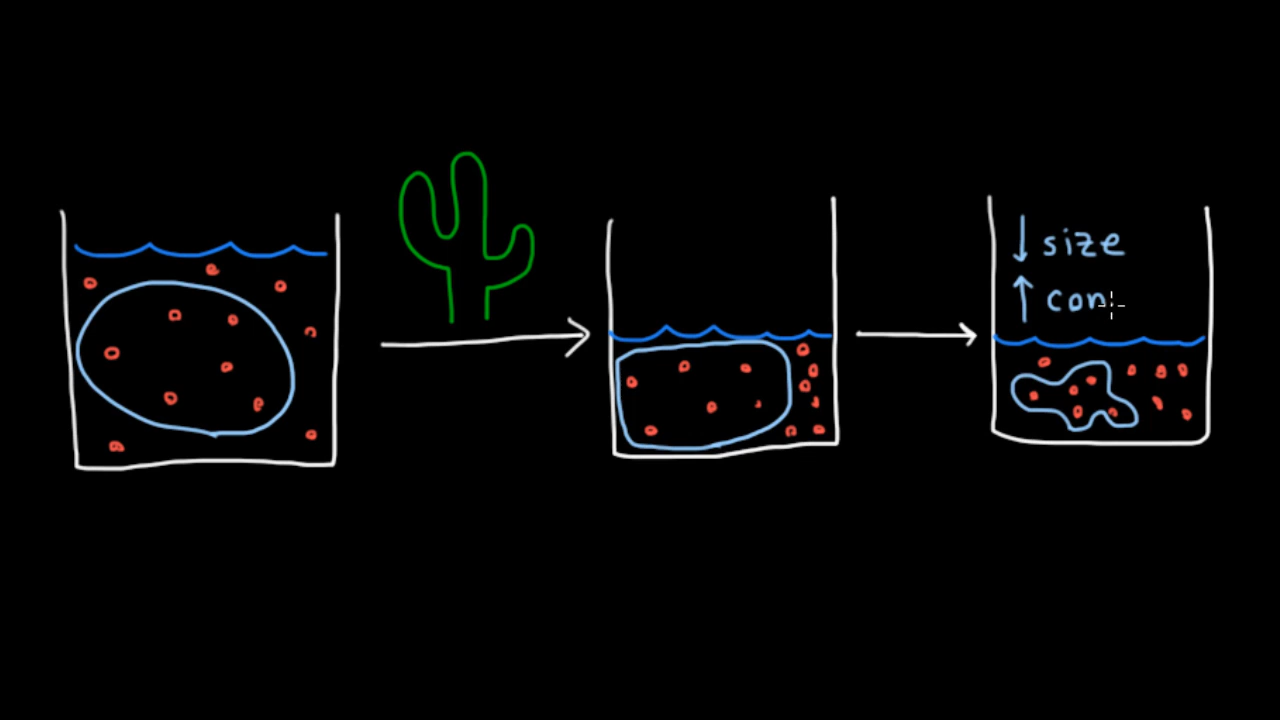 ↓ size
↑ con